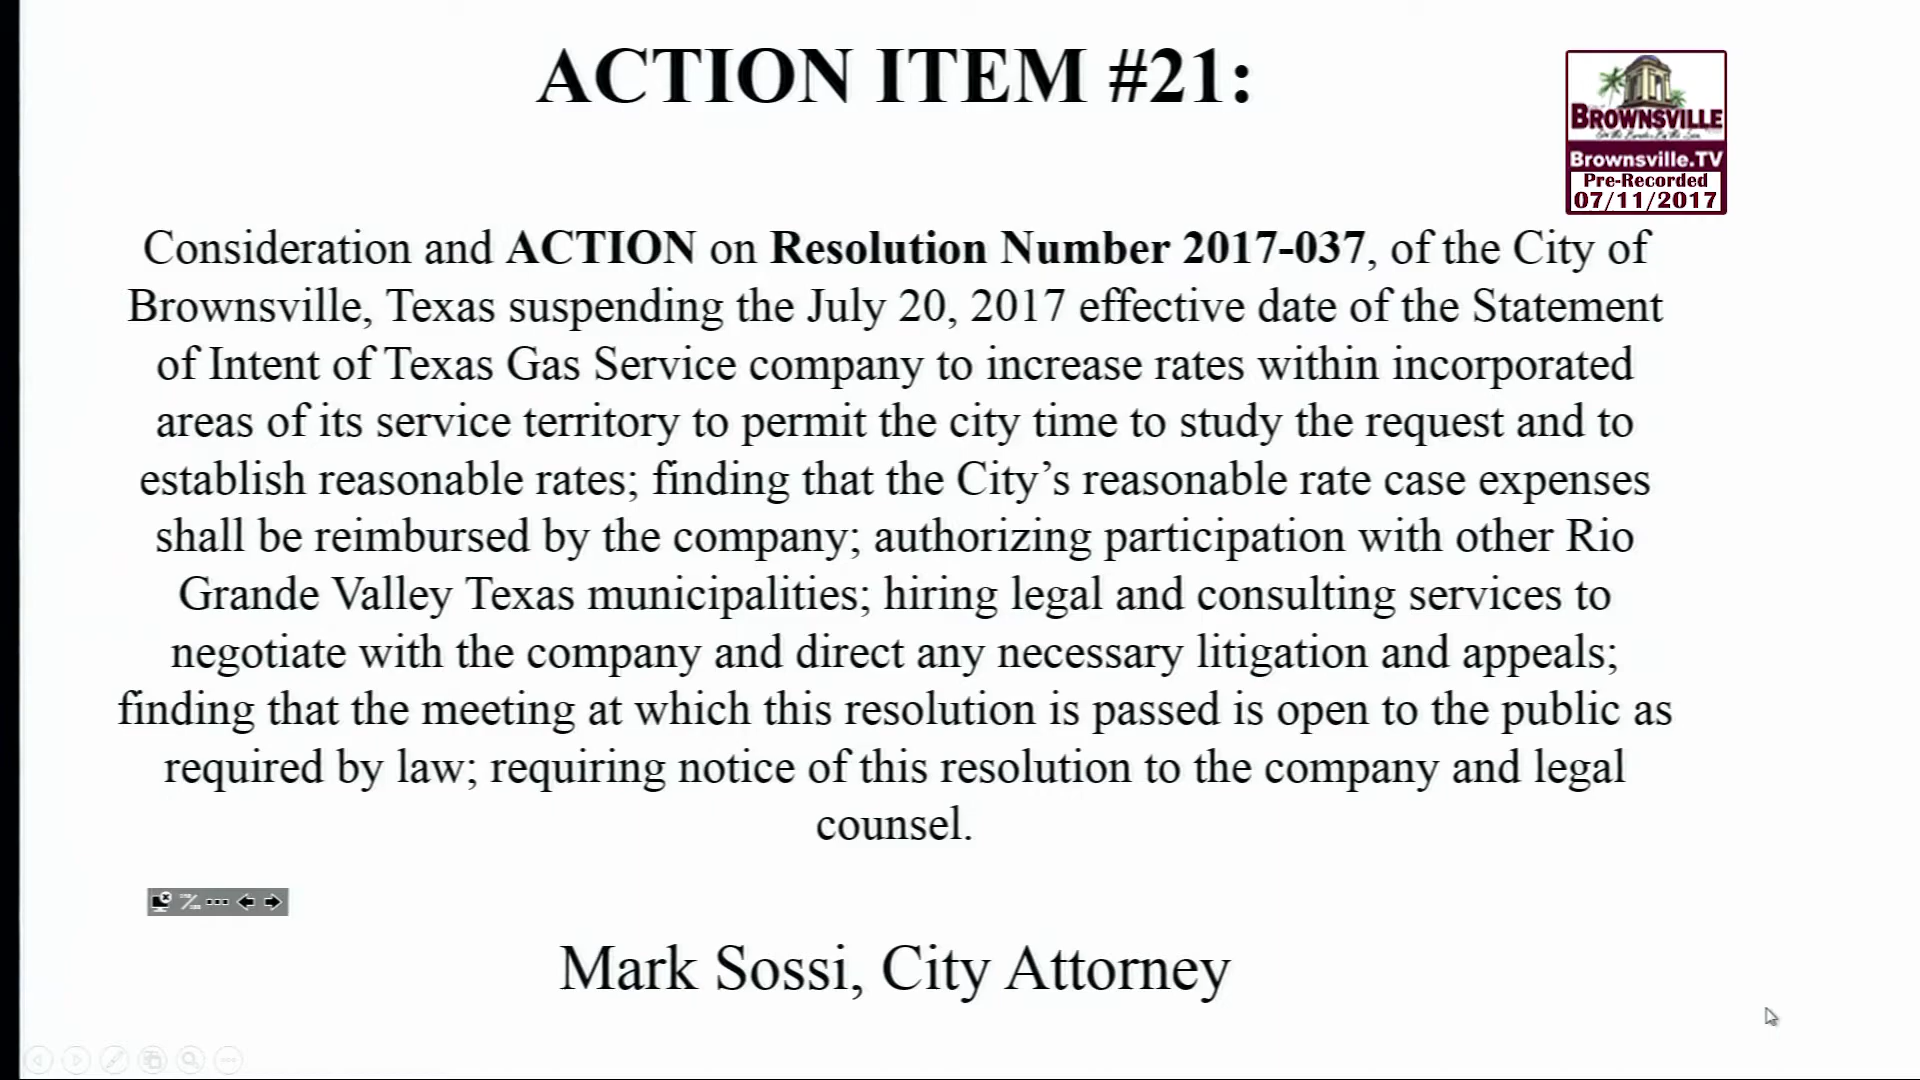 ACTION ITEM #21:
BROWNSVILLE
Brownsville.TV
Pre-Recorded
07/11/2017
Consideration and ACTION on Resolution Number 2017-037, of the City of
Brownsville, Texas suspending the July 20, 2017 effective date of the Statement
of Intent of Texas Gas Service company to increase rates within incorporated
areas of its service territory to permit the city time to study the request and to
establish reasonable rates; finding that the City’s reasonable rate case expenses
shall be reimbursed by the company; authorizing participation with other Rio
Grande Valley Texas municipalities; hiring legal and consulting services to
negotiate with the company and direct any necessary litigation and appeals;
finding that the meeting at which this resolution is passed is open to the public as
required by law; requiring notice of this resolution to the company and legal
counsel.
Mark Sossi, City Attorney